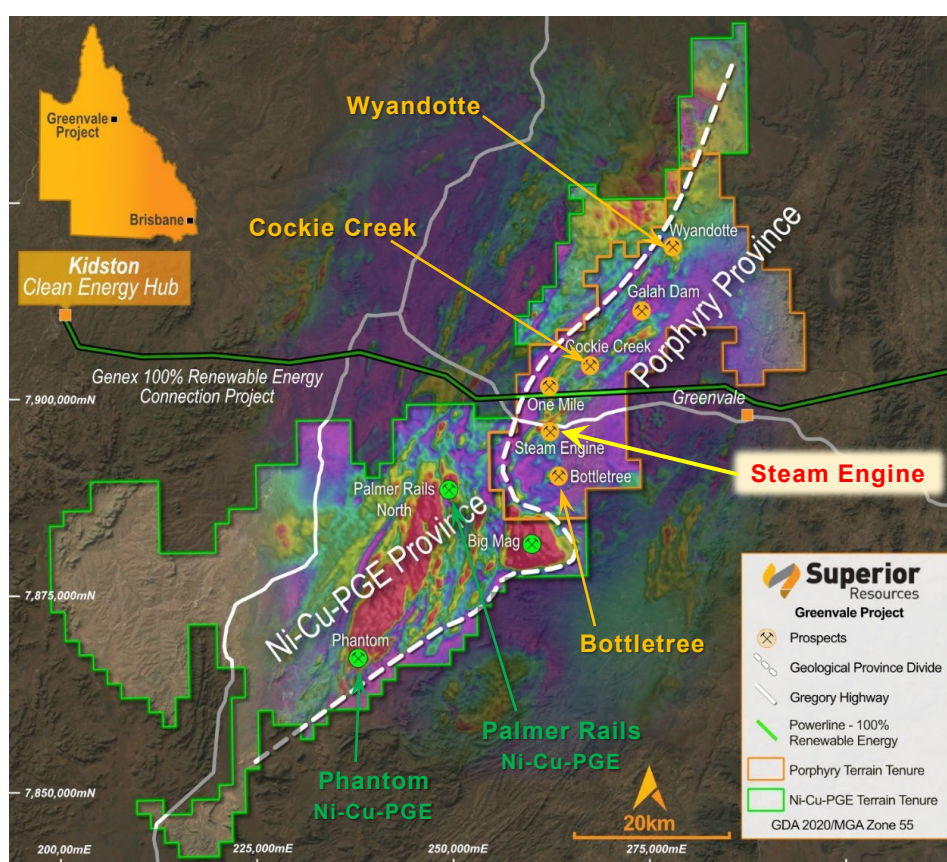 Greenvale
Project
Brisbane
Kidston
Clean Energy Hub
Wyandotte
Cockie Creek
Wyandotte
Galah Dam
Cockie Creek
Porphyry Province
Genex 100% Renewable Energy
Connection Project
7,900,000mN
One Mile
Greenvale
Steam Engine
Steam Engine
Bottletree
Palmer Rails
North
Big Mag
Ni-Cu-PGE Province
7,875,000mN
Phantom
Bottletree
Palmer Rails
Ni-Cu-PGE
Phantom
Ni-Cu-PGE
7,850,000mN
20km
200,00mE
225,000mE
250,000mE
275,000mE
Superior
Resources
Greenvale Project
Prospects
Geological Province Divide
Gregory Highway
Powerline - 100%
Renewable Energy
Porphyry Terrain Tenure
Ni-Cu-PGE Terrain Tenure
GDA 2020/MGA Zone 55